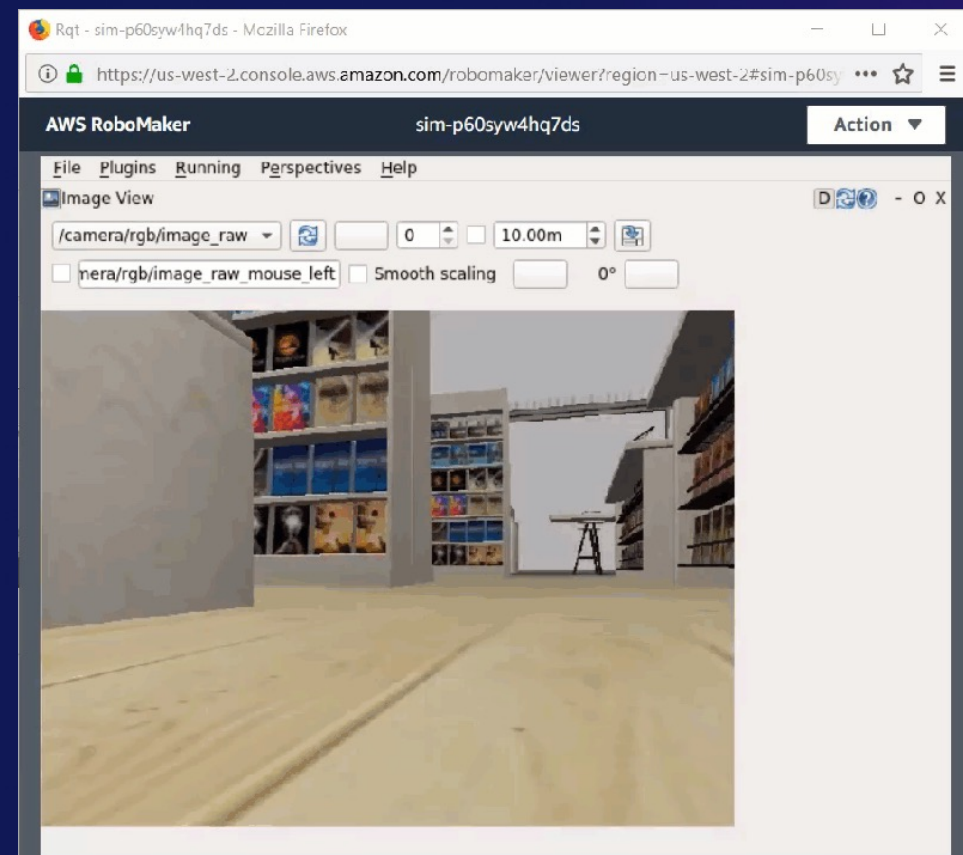 Rqt - sim-p60syw4hq7ds - Mozilla Firefox
https://us-west-2.console.aws.amazon.com/robomaker/viewer?region=us-west-2#sim-p60sy
AWS RoboMaker sim-p60syw4hq7ds Action
File Plugins Running Perspectives Help
Image View D - O X
/camera/rgb/image_raw 0 10.00m
mera/rgb/image_raw_mouse_left Smooth scaling 0°